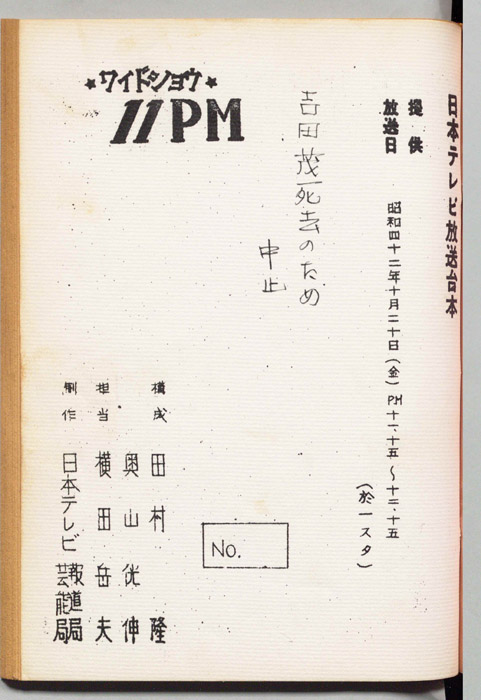 日本テレビ放送台本
提供
放送日 昭和四十二年十月二十日(金)PM十一、十五〜十二、十五
(於一スタ)
吉田茂死去のため
中止
★ワイドショウ★
11PM
No.
構成 田村 隆
奥山 侊伸
担当 横田 岳夫
制作 日本テレビ 報道局
芸能局